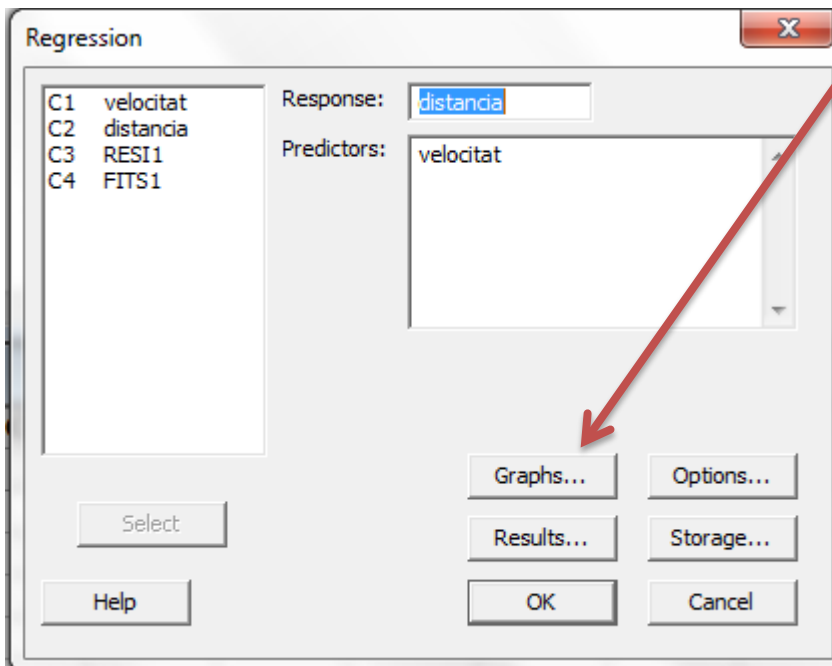 Regression
C1 velocitat
C2 distancia
C3 RESI1
C4 FITS1
Response: distancia
Predictors: velocitat
Select
Graphs... Options...
Results... Storage...
Help OK Cancel